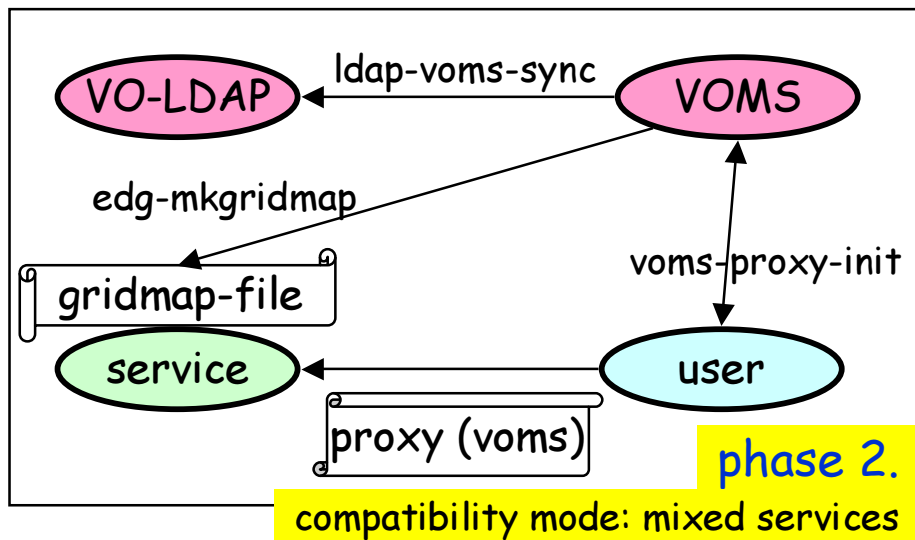 ldap-voms-sync
VO-LDAP
VOMS
edg-mkgridmap
voms-proxy-init
gridmap-file
service
user
proxy (voms)
phase 2.
compatibility mode: mixed services